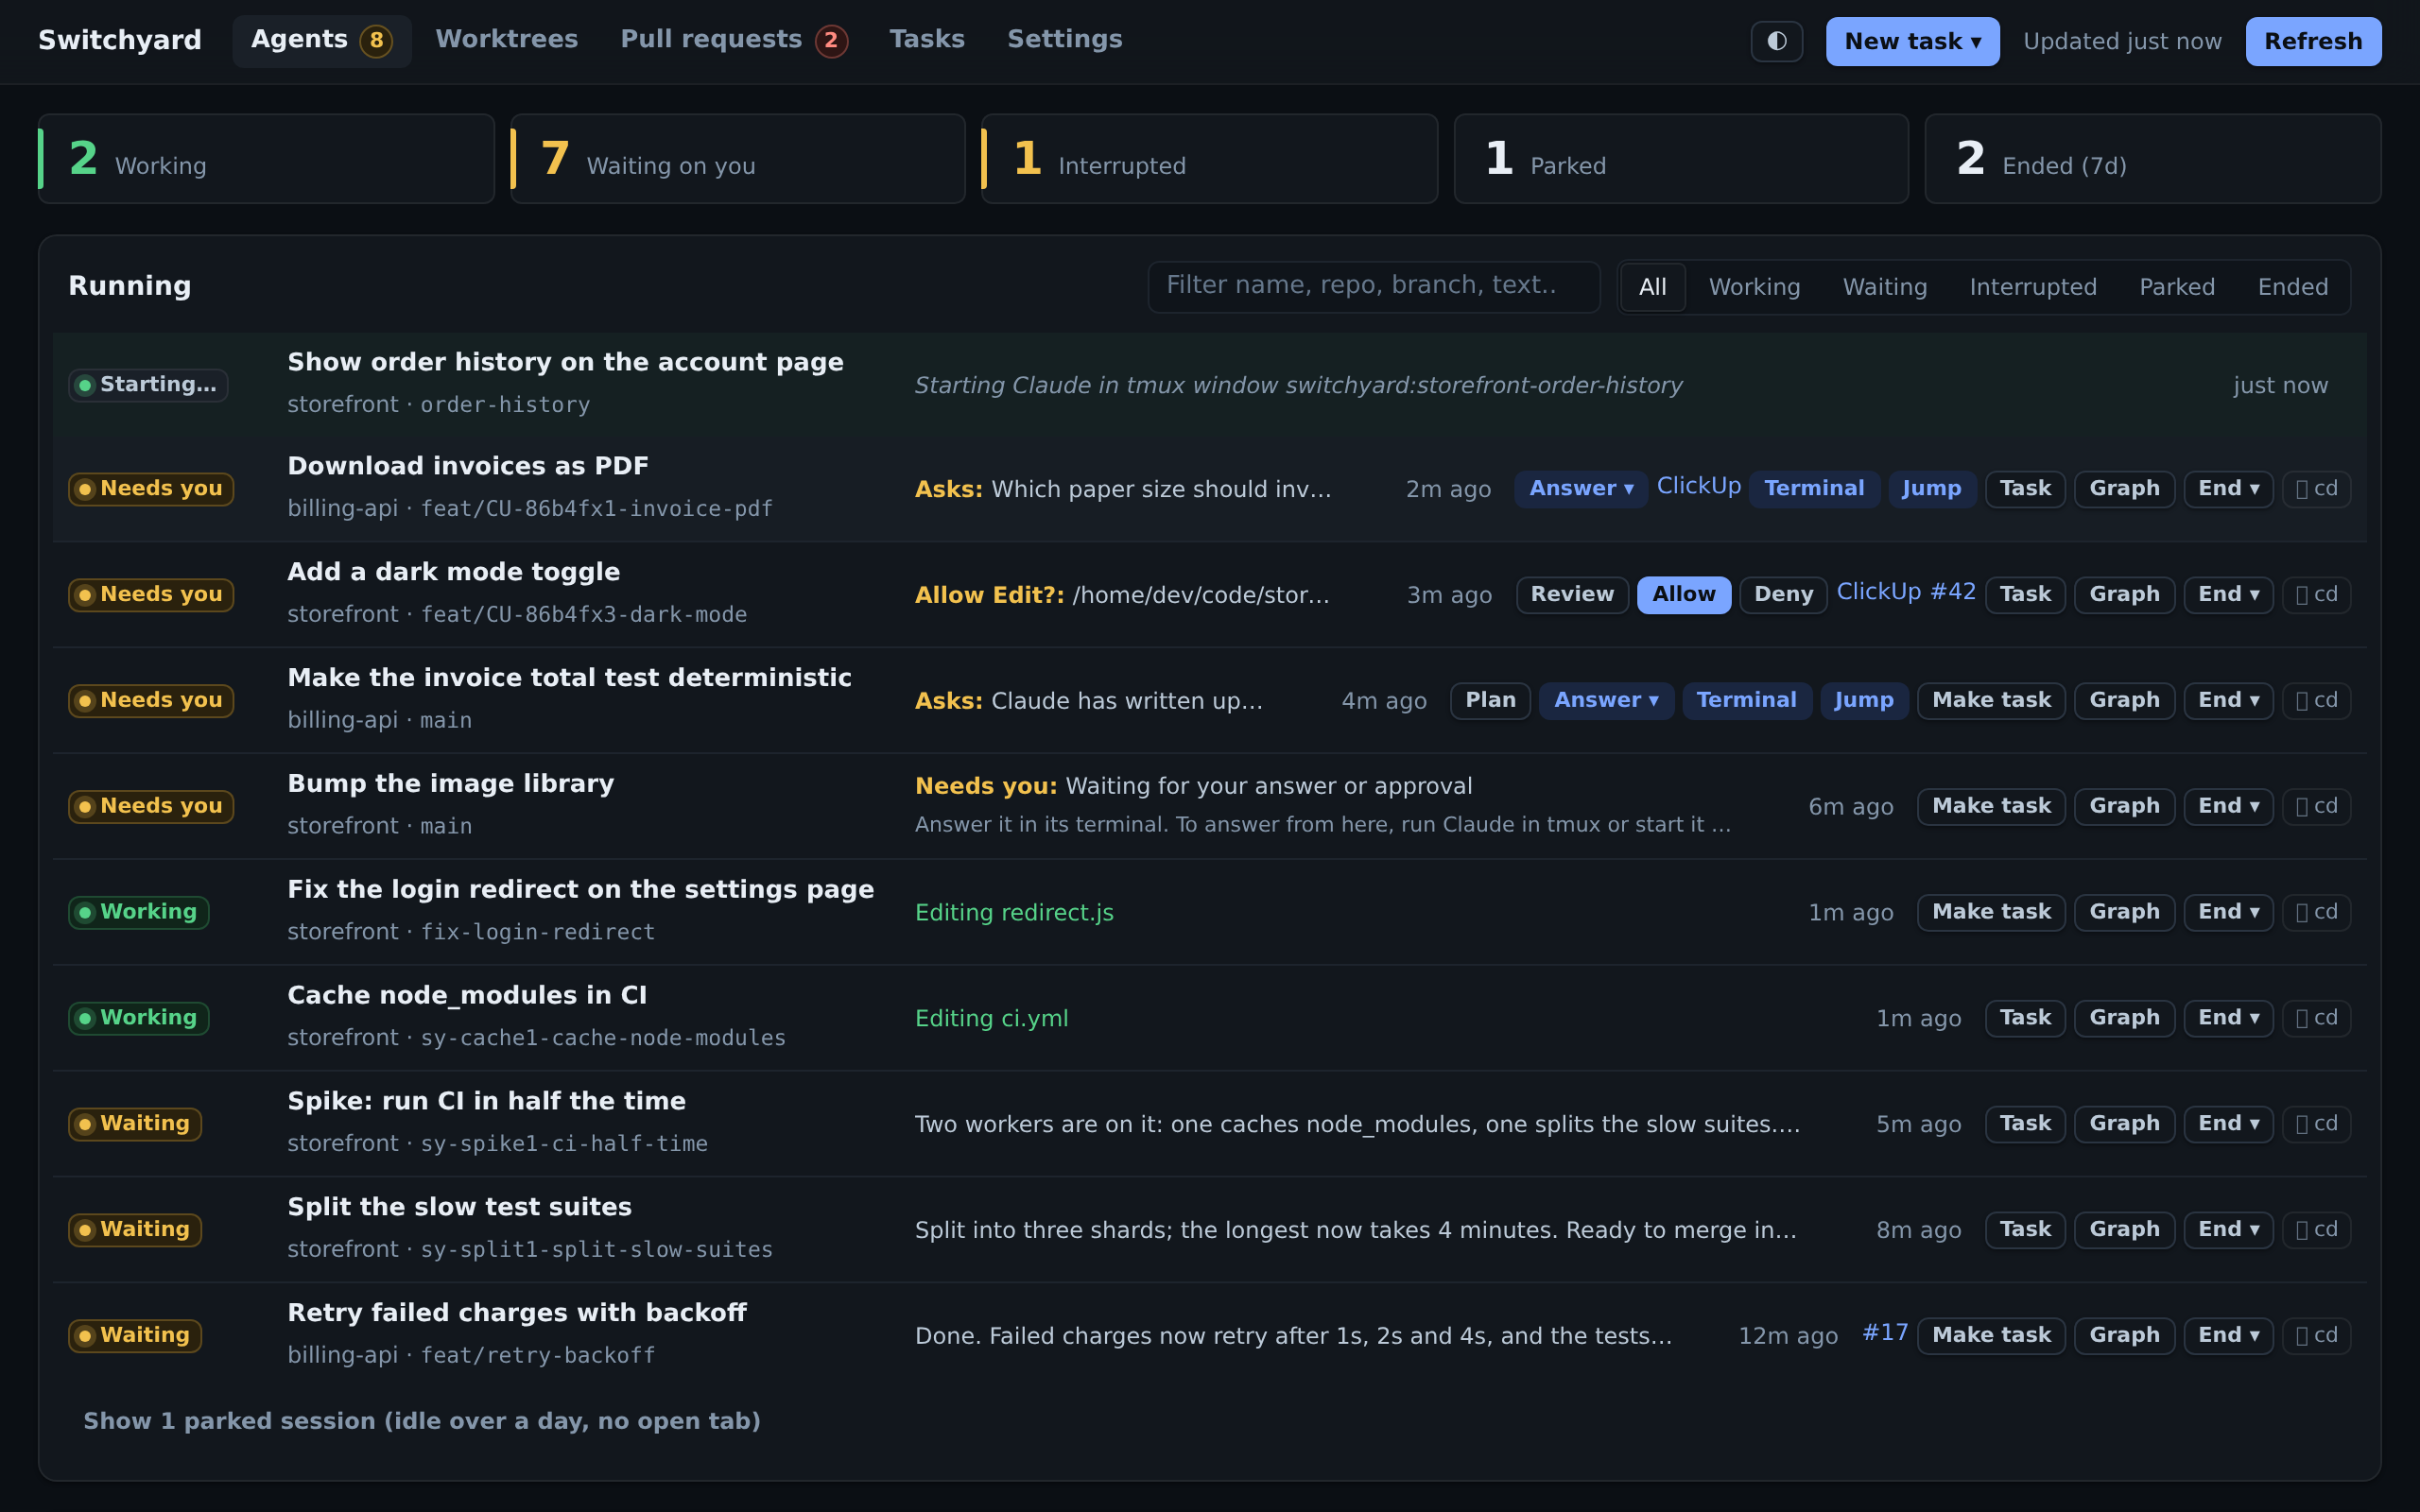 Switchyard Agents 8 Worktrees Pull requests 2 Tasks Settings New task ▾ Updated just now Refresh
2 Working 7 Waiting on you 1 Interrupted 1 Parked 2 Ended (7d)
Running Filter name, repo, branch, text.. All Working Waiting Interrupted Parked Ended
Starting… Show order history on the account page
storefront · order-history
Starting Claude in tmux window switchyard:storefront-order-history just now
Needs you Download invoices as PDF
billing-api · feat/CU-86b4fx1-invoice-pdf
Asks: Which paper size should inv… 2m ago Answer ▾ ClickUp Terminal Jump Task Graph End ▾ cd
Needs you Add a dark mode toggle
storefront · feat/CU-86b4fx3-dark-mode
Allow Edit?: /home/dev/code/stor… 3m ago Review Allow Deny ClickUp #42 Task Graph End ▾ cd
Needs you Make the invoice total test deterministic
billing-api · main
Asks: Claude has written up… 4m ago Plan Answer ▾ Terminal Jump Make task Graph End ▾ cd
Needs you Bump the image library
storefront · main
Needs you: Waiting for your answer or approval
Answer it in its terminal. To answer from here, run Claude in tmux or start it …
6m ago Make task Graph End ▾ cd
Working Fix the login redirect on the settings page
storefront · fix-login-redirect
Editing redirect.js 1m ago Make task Graph End ▾ cd
Working Cache node_modules in CI
storefront · sy-cache1-cache-node-modules
Editing ci.yml 1m ago Task Graph End ▾ cd
Waiting Spike: run CI in half the time
storefront · sy-spike1-ci-half-time
Two workers are on it: one caches node_modules, one splits the slow suites.… 5m ago Task Graph End ▾ cd
Waiting Split the slow test suites
storefront · sy-split1-split-slow-suites
Split into three shards; the longest now takes 4 minutes. Ready to merge in… 8m ago Task Graph End ▾ cd
Waiting Retry failed charges with backoff
billing-api · feat/retry-backoff
Done. Failed charges now retry after 1s, 2s and 4s, and the tests… 12m ago #17 Make task Graph End ▾ cd
Show 1 parked session (idle over a day, no open tab)